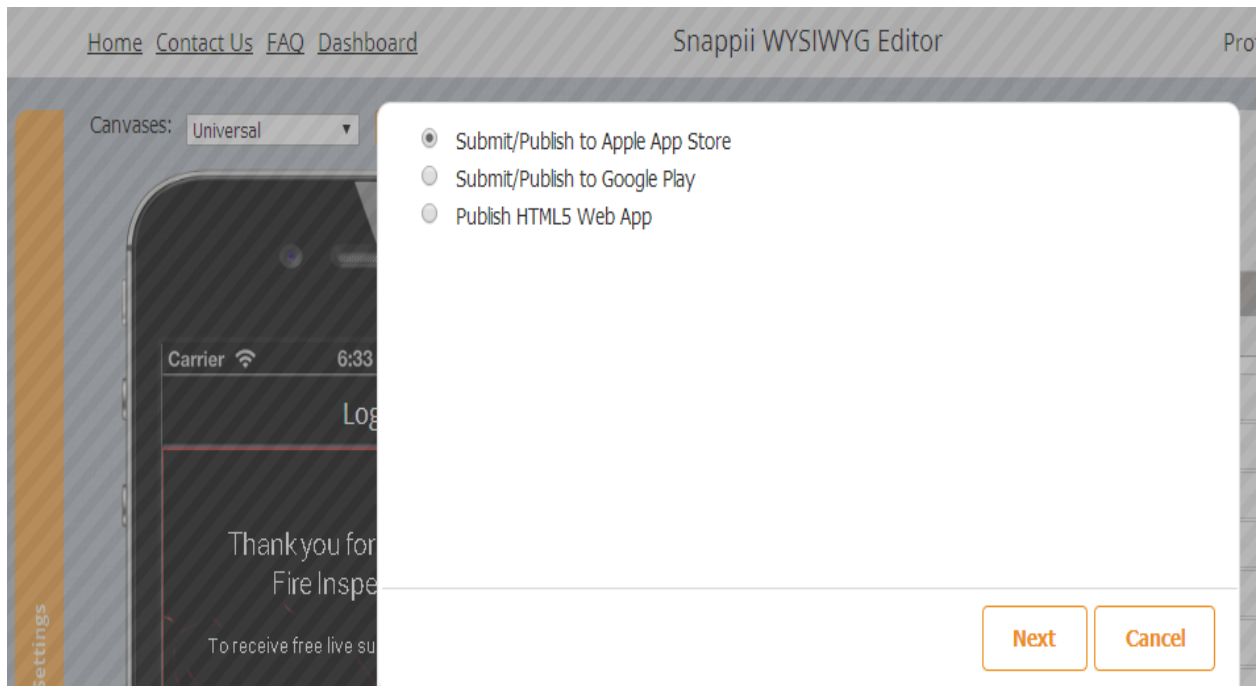 Home Contact Us FAQ Dashboard
Snappii WYSIWYG Editor
Canvases:
Universal
Submit/Publish to Apple App Store
Submit/Publish to Google Play
Publish HTML5 Web App
Carrier
6:33
Thank you for
Fire Inspe
To receive free live su
Settings
Next
Cancel